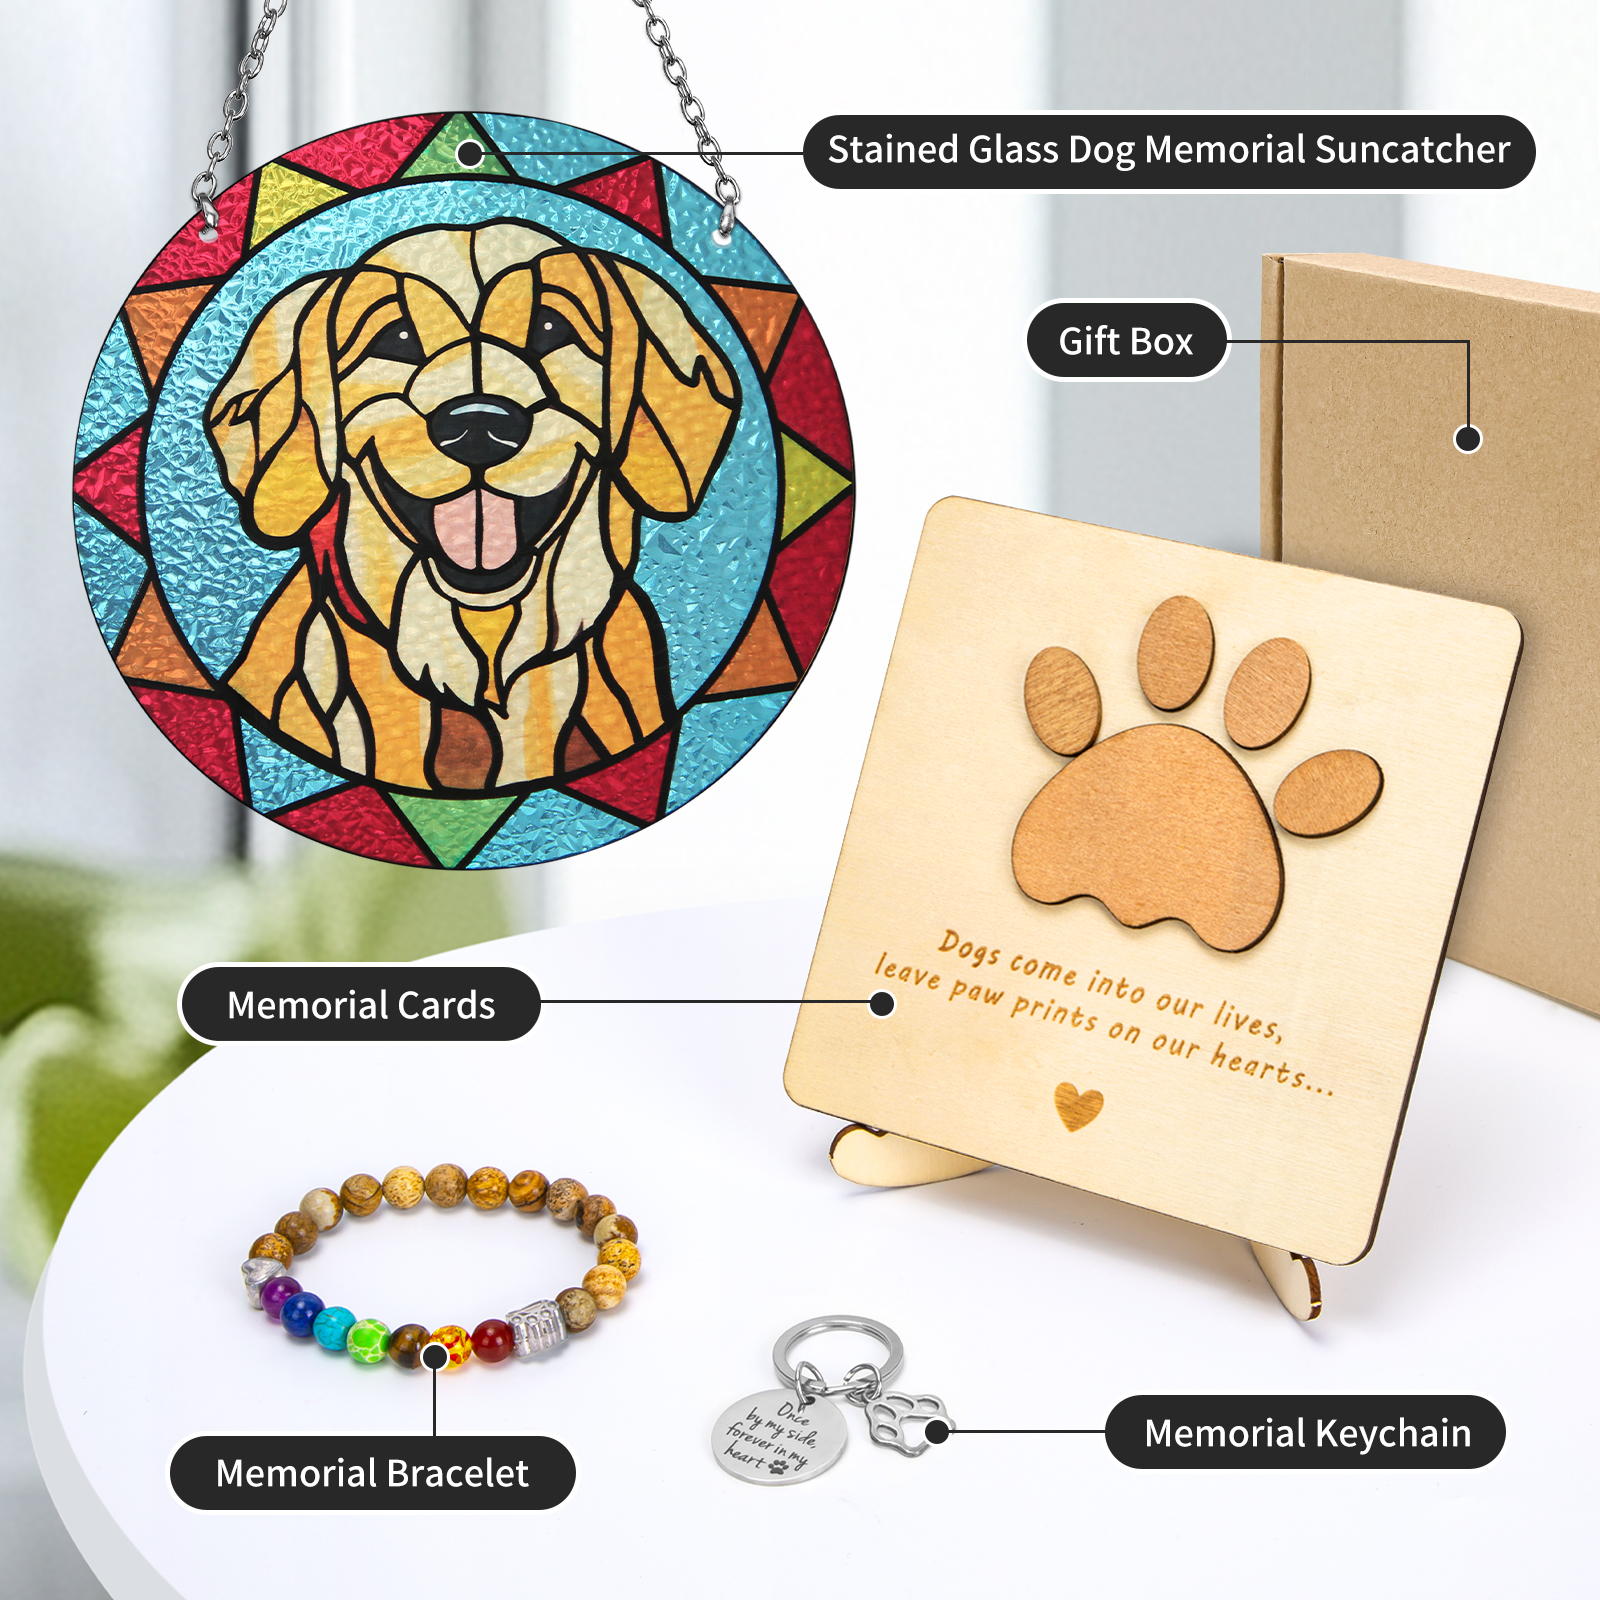 Stained Glass Dog Memorial Suncatcher
Gift Box
Dogs come into our lives,
leave paw prints on our hearts...
Memorial Cards
Memorial Bracelet
Once
by my side,
forever in my
heart
Memorial Keychain